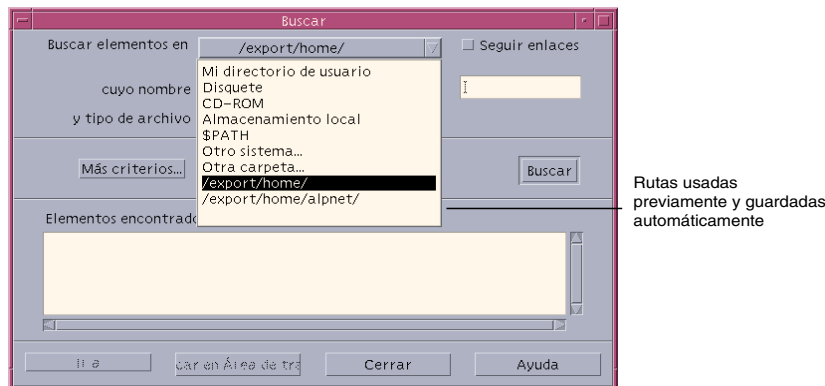 Buscar
Buscar elementos en /export/home/ Seguir enlaces
Mi directorio de usuario
Disquete
cuyo nombre
CD-ROM
y tipo de archivo
Almacenamiento local
$PATH
Otro sistema...
Más criterios...
Otra carpeta...
Buscar
/export/home/
/export/home/alpnet/
Rutas usadas
previamente y guardadas
automáticamente
Elementos encontrado
Ir a car en Área de tra Cerrar Ayuda